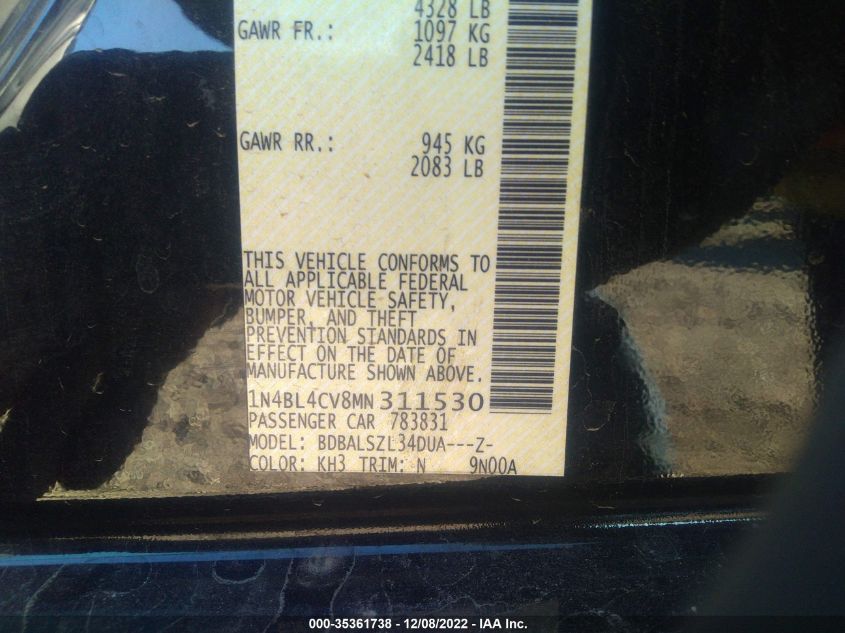 4328 LB
GAWR FR.: 1097 KG
2418 LB
GAWR RR.: 945 KG
2083 LB
THIS VEHICLE CONFORMS TO
ALL APPLICABLE FEDERAL
MOTOR VEHICLE SAFETY,
BUMPER, AND THEFT
PREVENTION STANDARDS IN
EFFECT ON THE DATE OF
MANUFACTURE SHOWN ABOVE.
1N4BL4CV8MN311530
PASSENGER CAR 783831
MODEL: BDBALSZL34DUA---Z-
COLOR: KH3 TRIM: N 9N00A
000-35361738 - 12/08/2022 - IAA Inc.